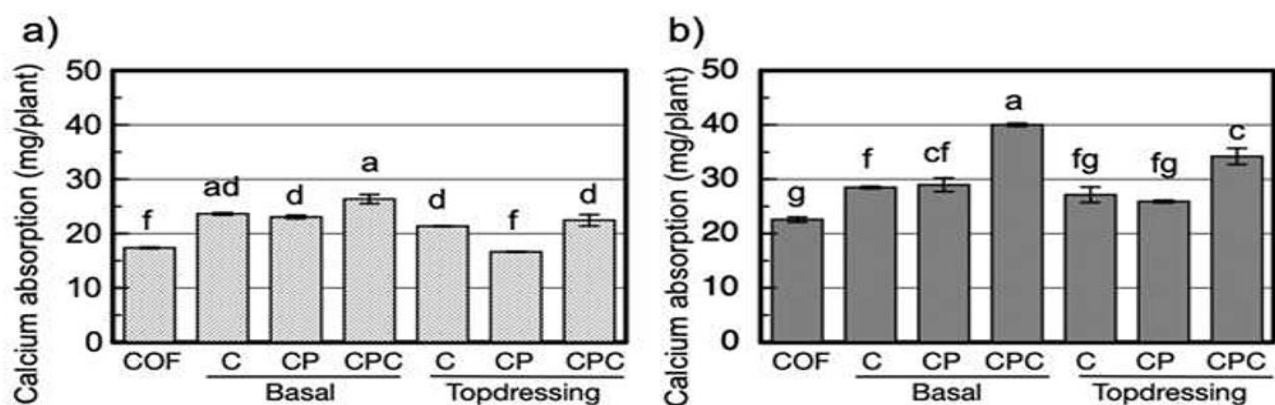 a)
Calcium absorption (mg/plant)
50
40
30
20
10
0
f
ad
d
a
d
f
d
COF C CP CPC C CP CPC
Basal Topdressing
b)
Calcium absorption (mg/plant)
50
40
30
20
10
0
g
f
cf
a
fg
fg
c
COF C CP CPC C CP CPC
Basal Topdressing